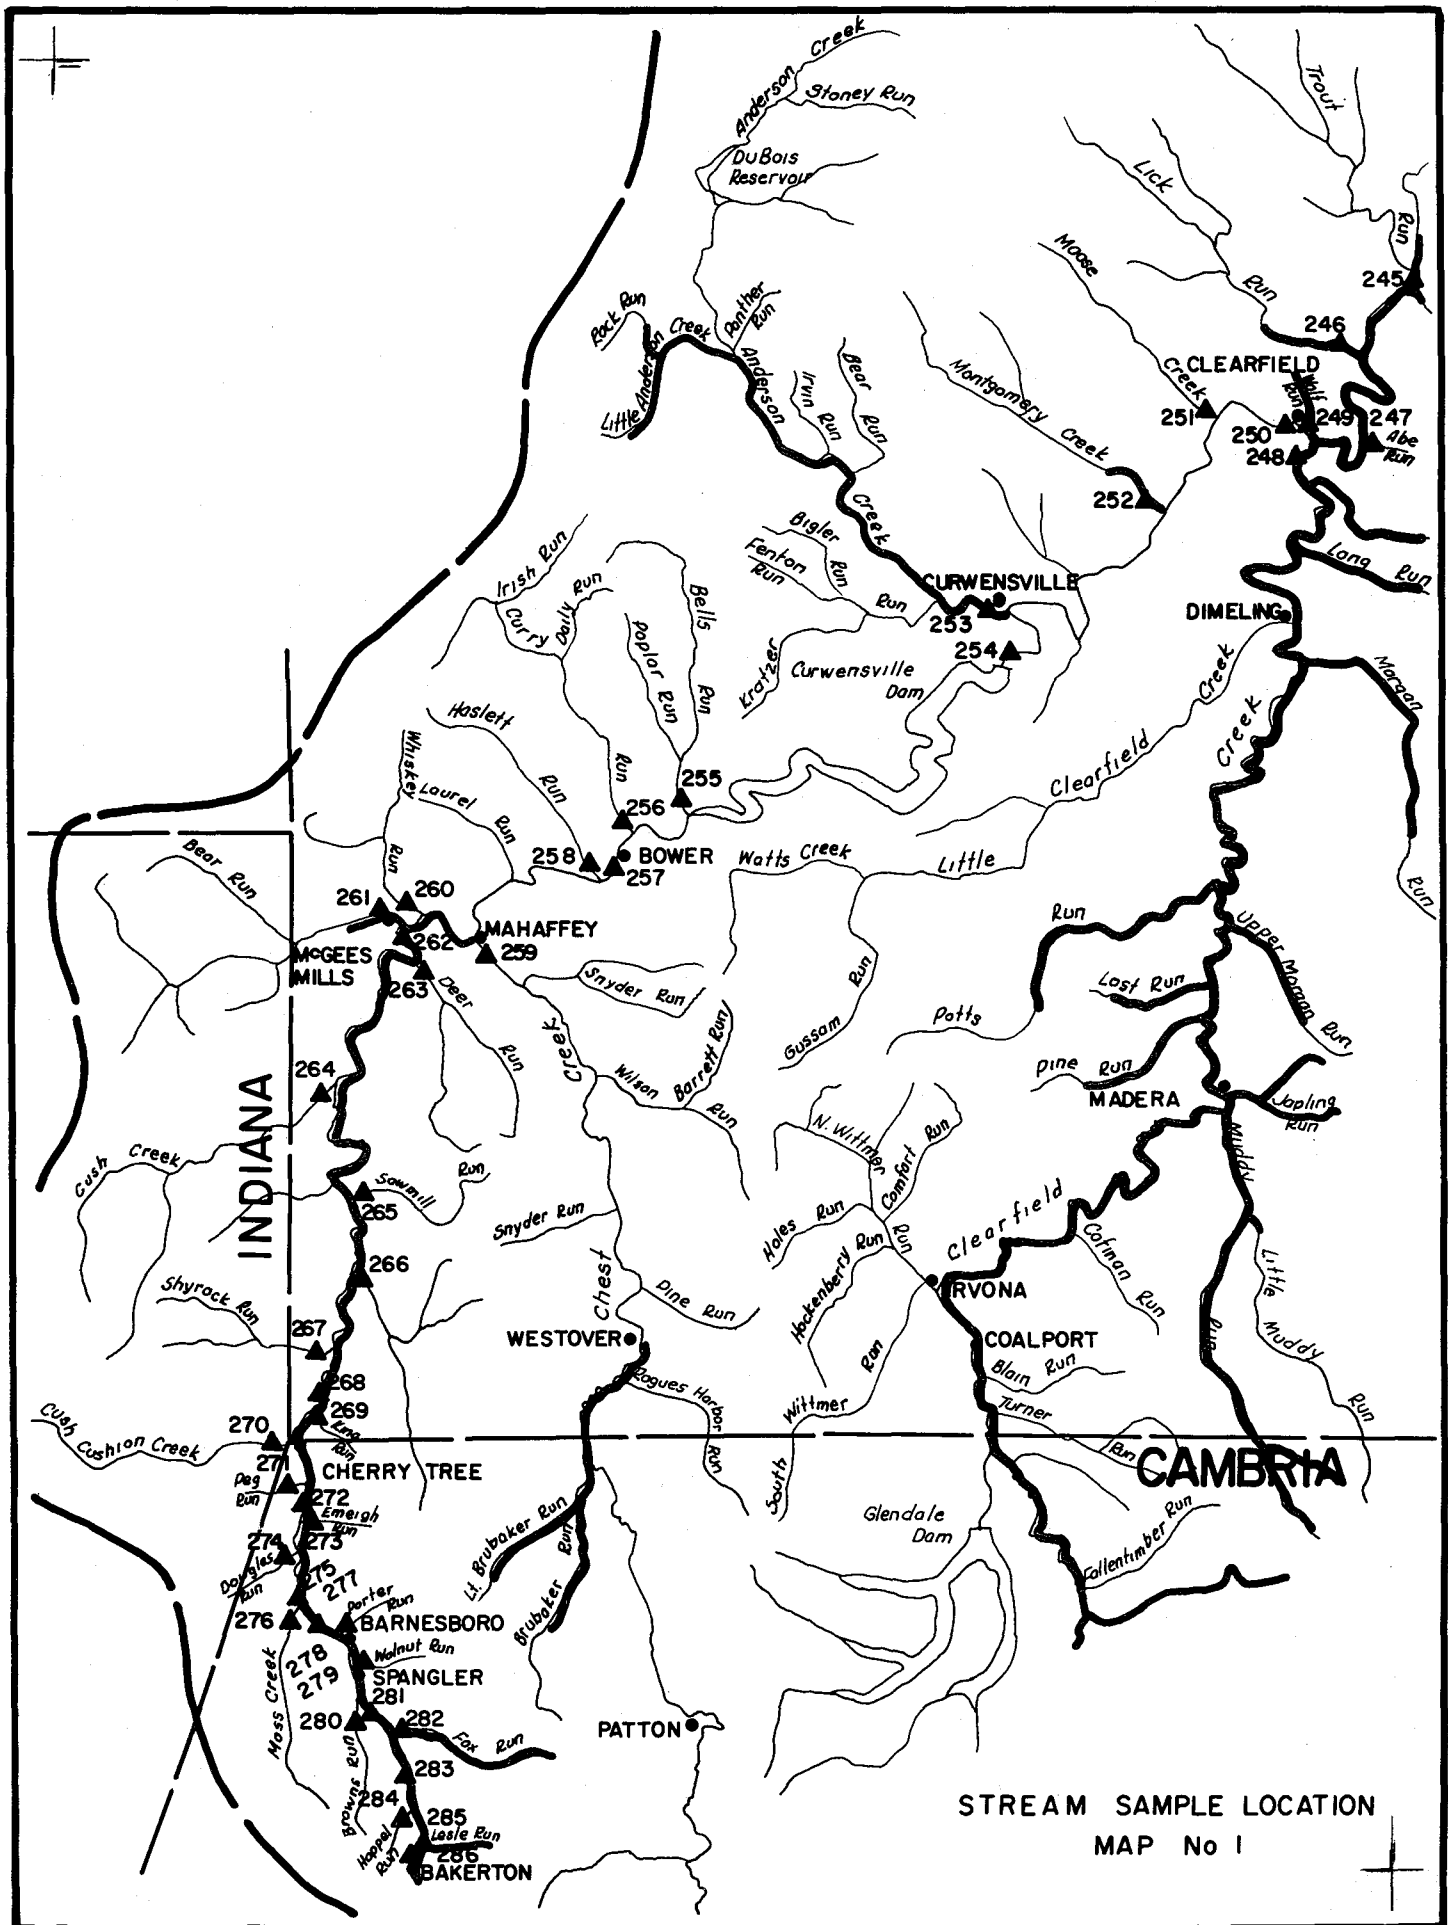 Anderson Creek
Stoney Run
DuBois
Reservoir
Trout
Run
Lick
Run
Moose
Creek
245
246
CLEARFIELD
Wolf
Run
249
247
Abe
Run
251
250
248
252
Montgomery
Creek
Rock Run
Little Anderson
Creek
Panther
Run
Anderson
Creek
Irvin
Run
Bear
Run
Bigler
Run
Fenton
Run
Run
CURWENSVILLE
253
254
Kratzer
Curwensville
Dam
Long
Run
DIMELING
Morgan
Run
Irish Run
Curry
Run
Daily Run
Poplar Run
Bells
Run
Haslett
Run
Whiskey
Run
Laurel
Run
255
256
258
BOWER
257
Creek
Clearfield
Little
Watts Creek
Creek
Bear Run
261
260
262
MAHAFFEY
259
McGEES
MILLS
263
Deer
Run
Snyder Run
Creek
Gussam
Run
Run
Potts
Upper Morgan
Run
Lost Run
Pine Run
MADERA
Japling
Run
Muddy
Run
264
INDIANA
Cush Creek
Wilson
Run
Barrett Run
N. Wittmer
Run
Comfort Run
Holes Run
Hockenberry Run
Clearfield
Cofinan
Run
Little
Muddy
Run
Sawmill
Run
265
Snyder Run
266
Chest
Shyrock Run
267
Pine Run
WESTOVER
IRVONA
COALPORT
Blain Run
Turner
Run
Rogues Harbor
Run
South
Wittmer
Run
268
269
King
Run
270
Cush
Cushion Creek
271
CHERRY TREE
Peg
Run
272
Emeigh
Run
273
274
Douglas
Run
275
277
Porter
Run
276
BARNESBORO
278
279
Walnut Run
SPANGLER
Moss Creek
281
280
282
Fox Run
Browns Run
283
284
285
Hoppel
Run
Lesle Run
286
BAKERTON
Lt. Brubaker Run
Brubaker
Run
PATTON
Glendale
Dam
Fallentimber Run
CAMBRIA
STREAM SAMPLE LOCATION
MAP No 1